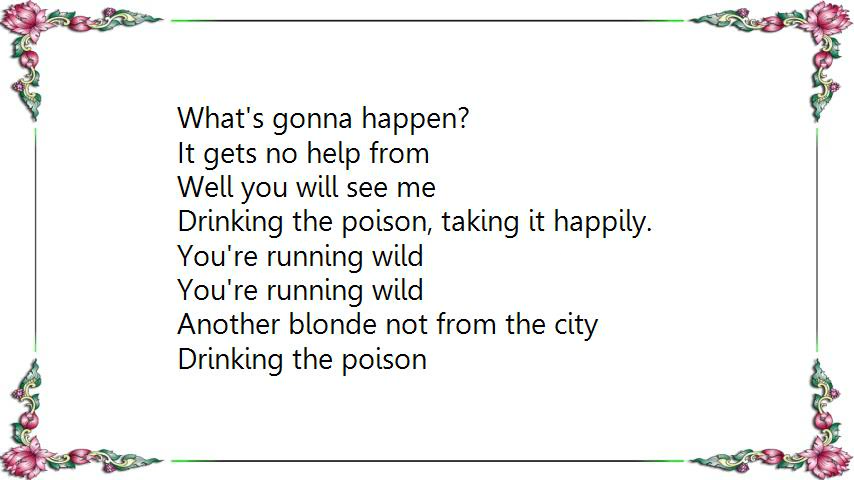 What's gonna happen?
It gets no help from
Well you will see me
Drinking the poison, taking it happily.
You're running wild
You're running wild
Another blonde not from the city
Drinking the poison